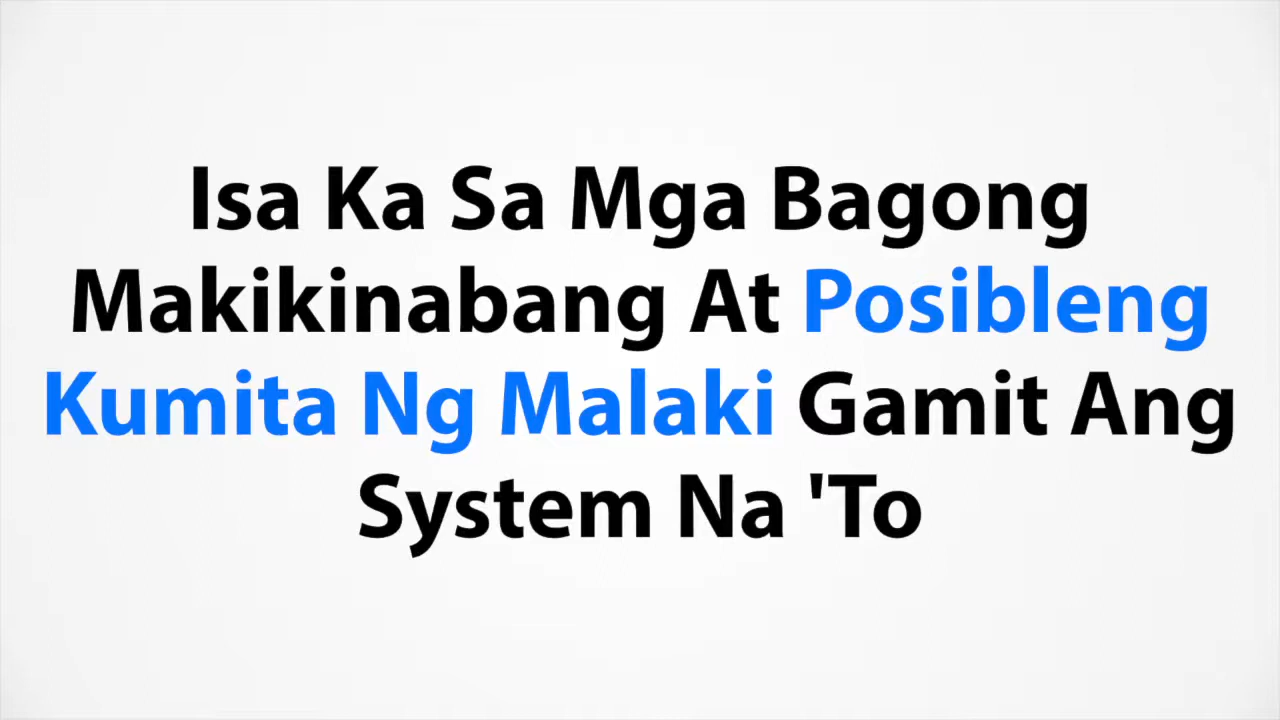 Isa Ka Sa Mga Bagong
Makikinabang At Posibleng
Kumita Ng Malaki Gamit Ang
System Na 'To